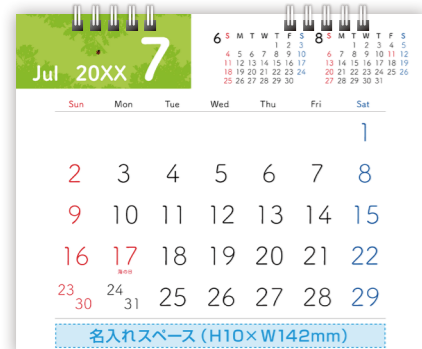 Jul 20XX 7
6 S M T W T F S
1 2 3
4 5 6 7 8 9 10
11 12 13 14 15 16 17
18 19 20 21 22 23 24
25 26 27 28 29 30
8 S M T W T F S
1 2 3 4 5
6 7 8 9 10 11 12
13 14 15 16 17 18 19
20 21 22 23 24 25 26
27 28 29 30 31
Sun Mon Tue Wed Thu Fri Sat
1
2 3 4 5 6 7 8
9 10 11 12 13 14 15
16 17 18 19 20 21 22
海の日
23 30 24 31 25 26 27 28 29
名入れスペース（H10×W142mm）